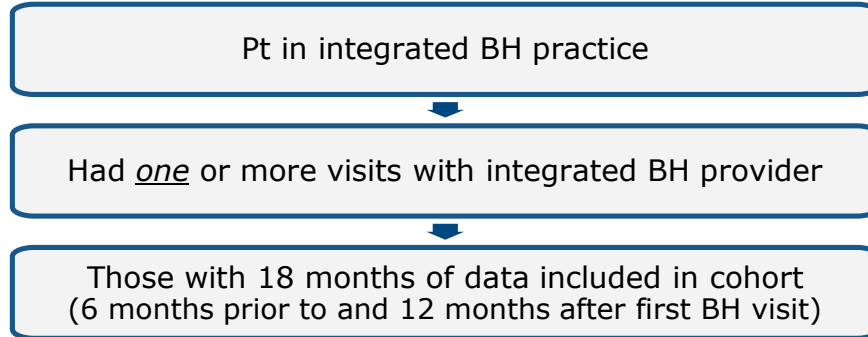 Pt in integrated BH practice
Had one or more visits with integrated BH provider
Those with 18 months of data included in cohort
(6 months prior to and 12 months after first BH visit)